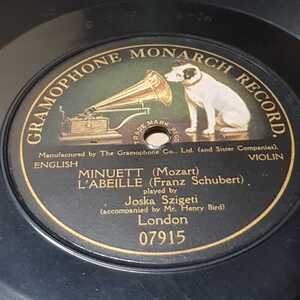 GRAMOPHONE MONARCH RECORD.
TRADE MARK
Manufactured by The Gramophone Co., Ltd. (and Sister Companies).
ENGLISH VIOLIN
MINUETT (Mozart)
L'ABEILLE (Franz Schubert)
played by
Joska Szigeti
(accompanied by Mr. Henry Bird)
London
07915